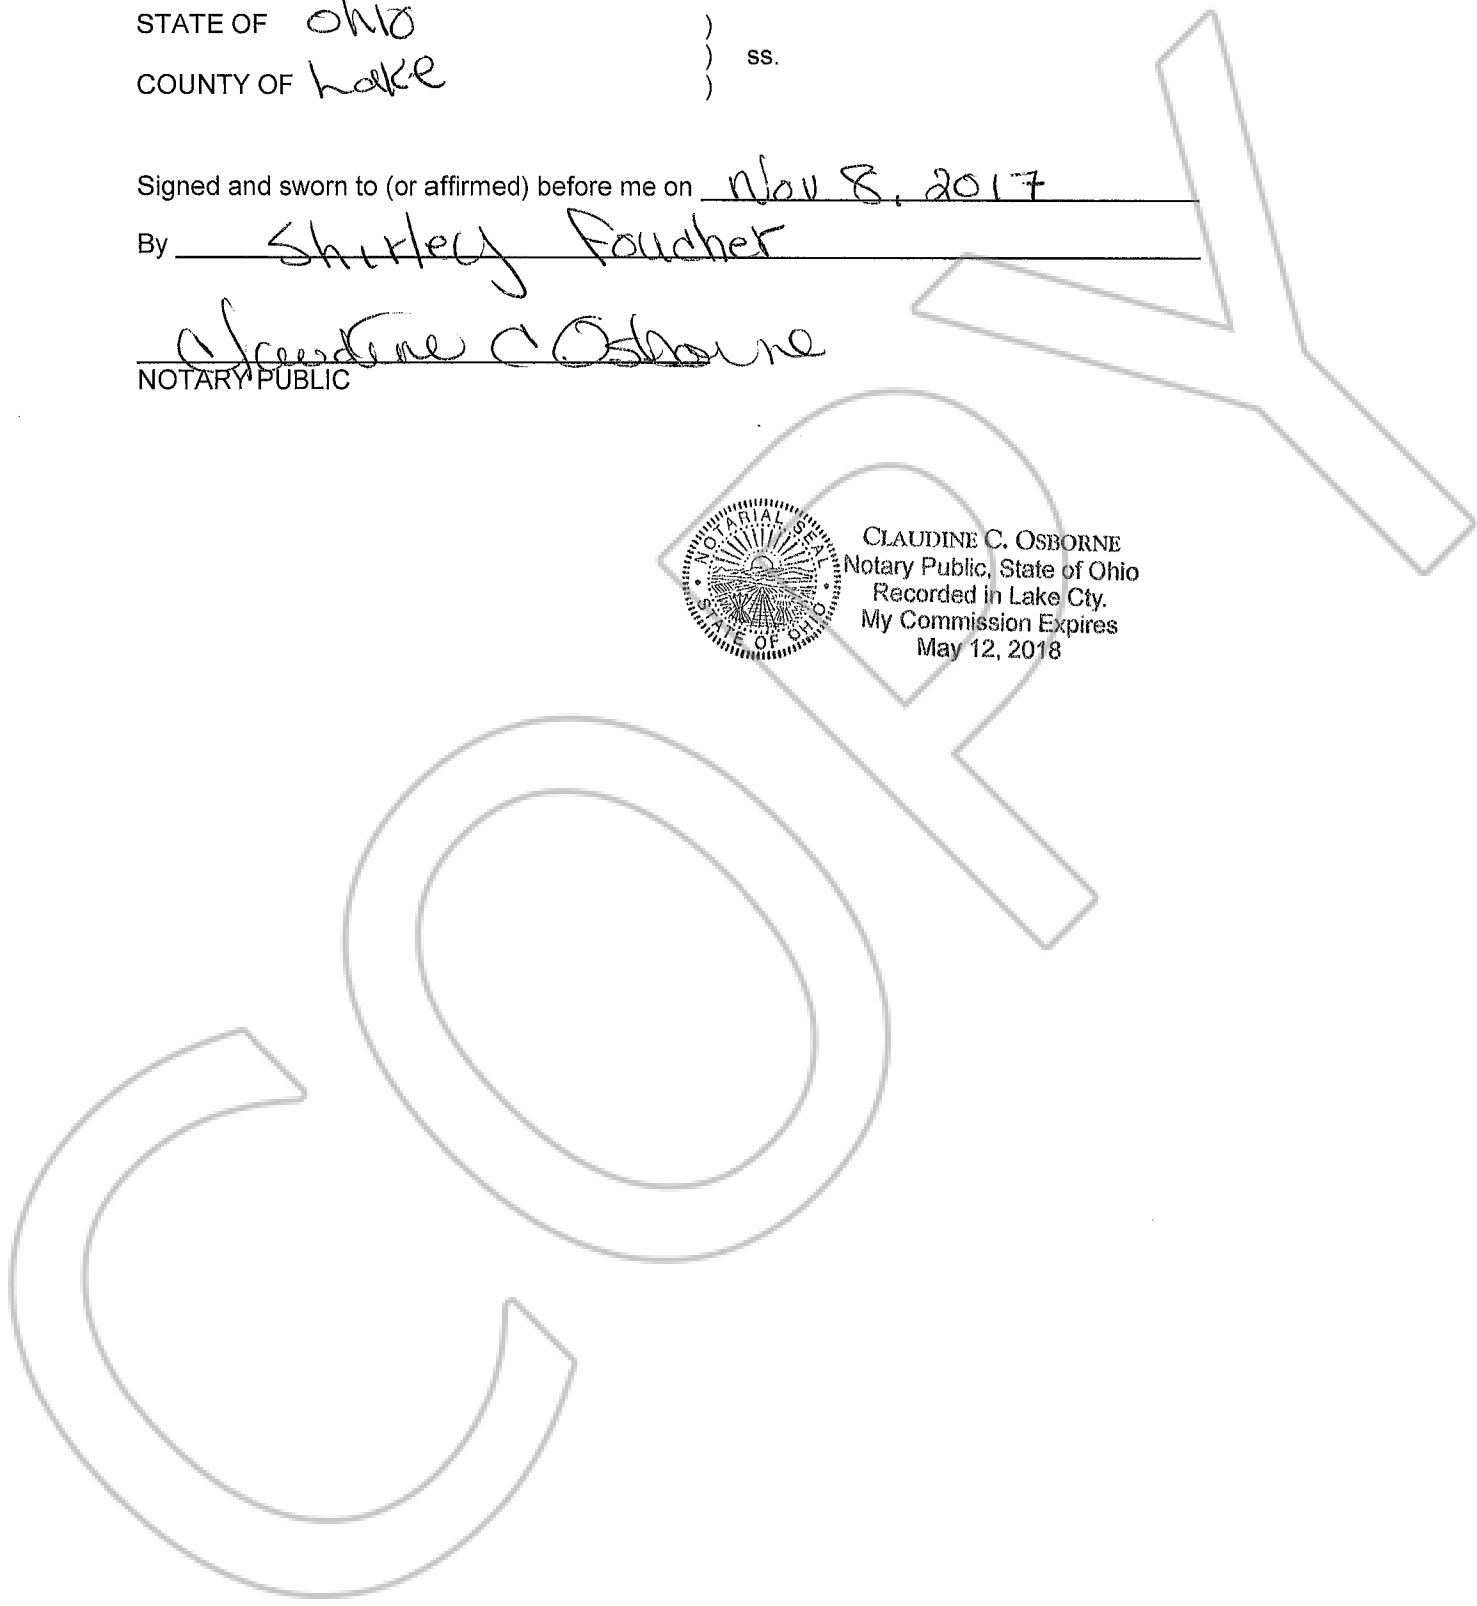 STATE OF Ohio )
) ss.
COUNTY OF Lake )
Signed and sworn to (or affirmed) before me on Nov 8, 2017
By Shirley Foucher
Claudine C Osborne
NOTARY PUBLIC
NOTARIAL SEAL
STATE OF OHIO
CLAUDINE C. OSBORNE
Notary Public, State of Ohio
Recorded in Lake Cty.
My Commission Expires
May 12, 2018
COPY